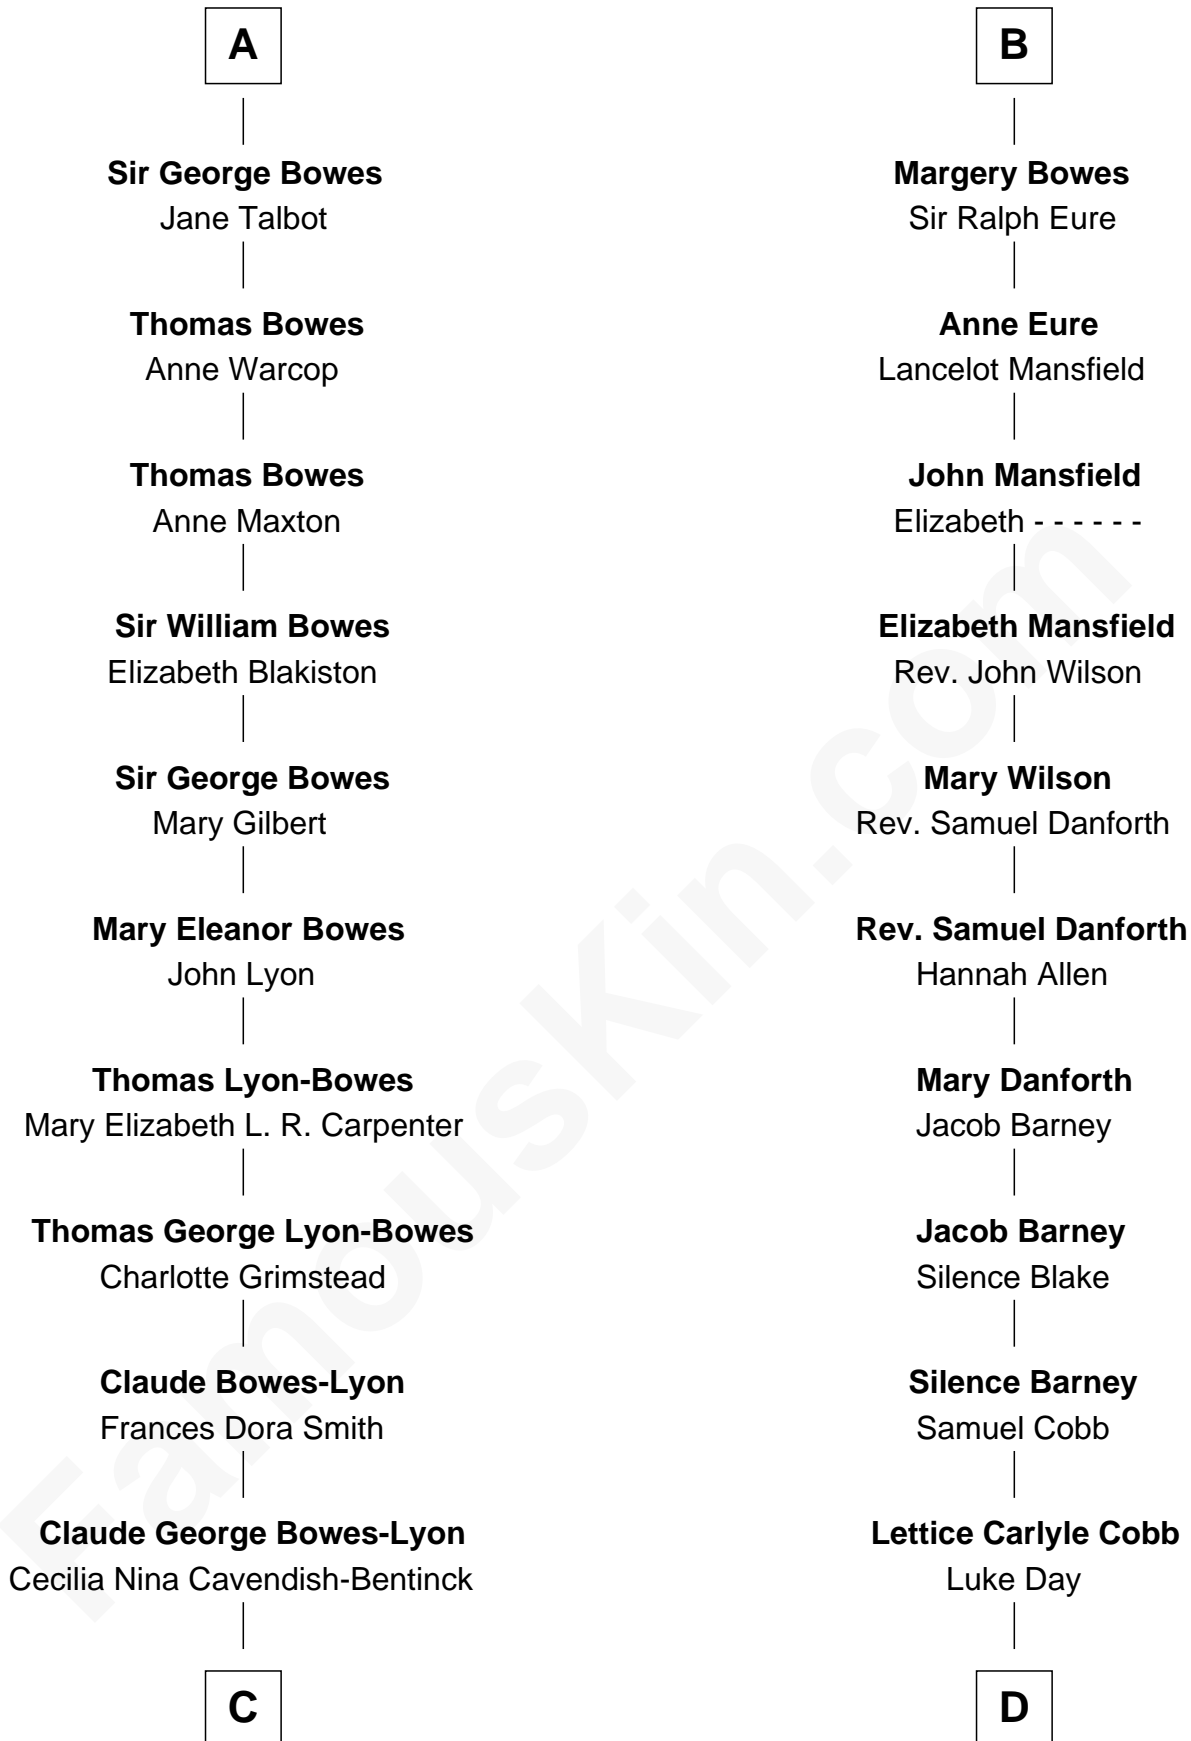 A
Sir George Bowes
Jane Talbot
Thomas Bowes
Anne Warcop
Thomas Bowes
Anne Maxton
Sir William Bowes
Elizabeth Blakiston
Sir George Bowes
Mary Gilbert
Mary Eleanor Bowes
John Lyon
Thomas Lyon-Bowes
Mary Elizabeth L. R. Carpenter
Thomas George Lyon-Bowes
Charlotte Grimstead
Claude Bowes-Lyon
Frances Dora Smith
Claude George Bowes-Lyon
Cecilia Nina Cavendish-Bentinck
C
B
Margery Bowes
Sir Ralph Eure
Anne Eure
Lancelot Mansfield
John Mansfield
Elizabeth - - - - - -
Elizabeth Mansfield
Rev. John Wilson
Mary Wilson
Rev. Samuel Danforth
Rev. Samuel Danforth
Hannah Allen
Mary Danforth
Jacob Barney
Jacob Barney
Silence Blake
Silence Barney
Samuel Cobb
Lettice Carlyle Cobb
Luke Day
D
FamousKin.com